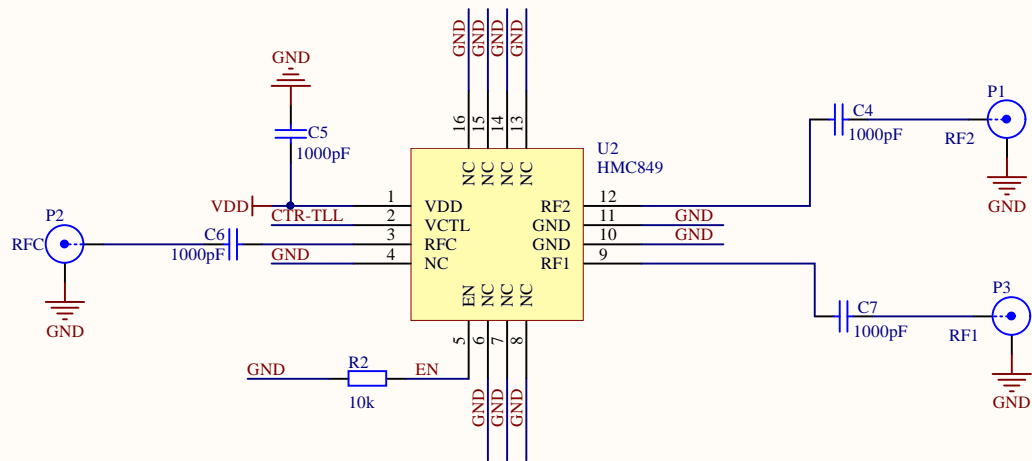 GND GND GND GND
GND
16 15 14 13
C5
1000pF
C4
1000pF
P1
RF2
GND
U2
HMC849
NC NC NC NC
VDD
1 VDD
CTR-TLL 2 VCTL
3 RFC
GND 4 NC
RF2 12
GND 11 GND
GND 10 GND
RF1 9
P2
RFC
C6
1000pF
GND
EN NC NC NC
5 6 7 8
P3
C7
1000pF
RF1
GND
GND R2 EN
10k
GND GND GND